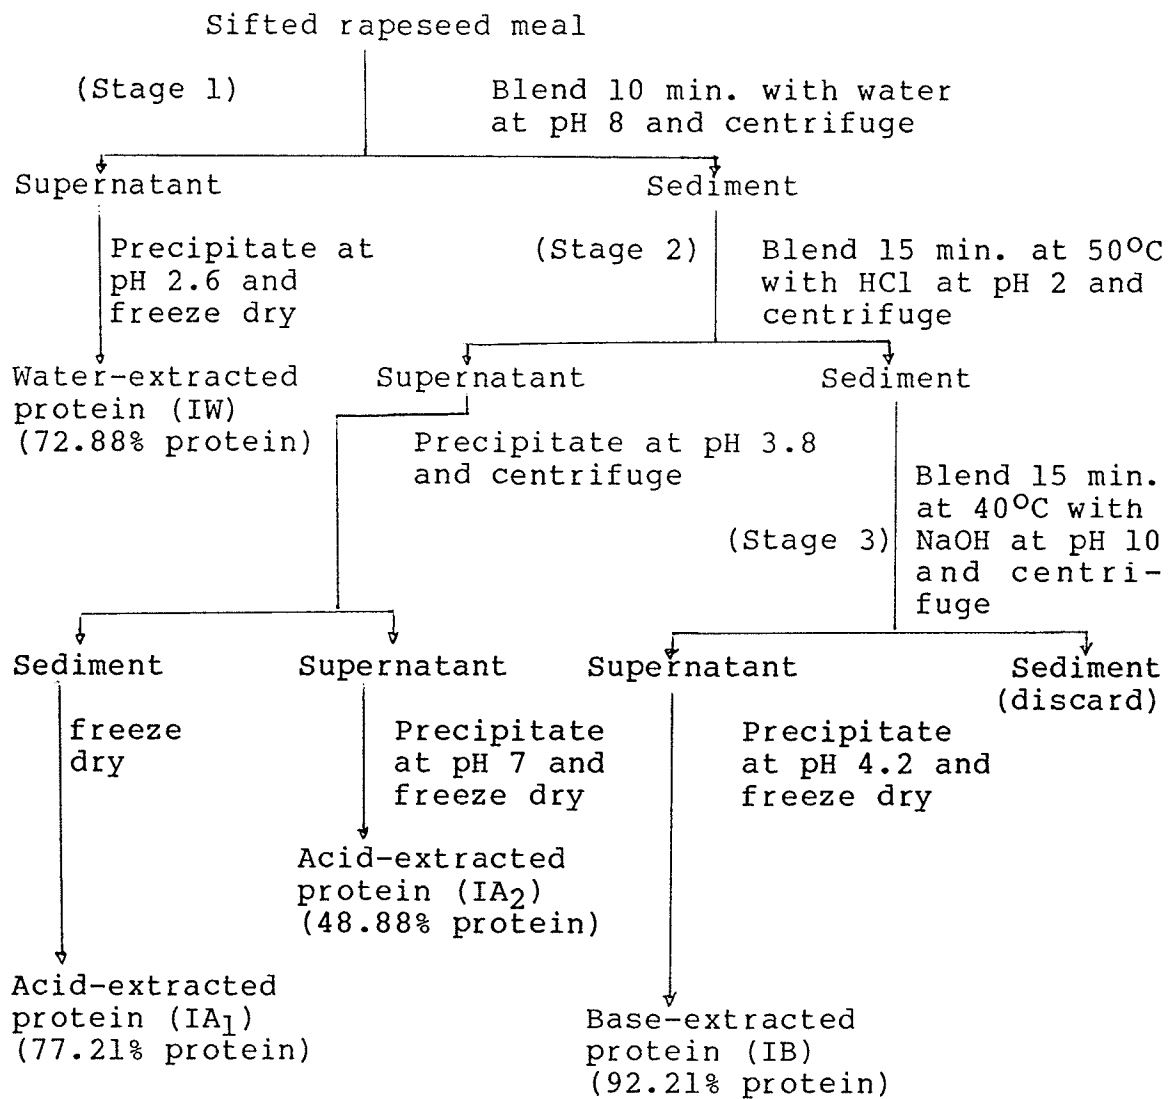 Sifted rapeseed meal
(Stage 1)
Blend 10 min. with water
at pH 8 and centrifuge
Supernatant
Sediment
Precipitate at
pH 2.6 and
freeze dry
(Stage 2)
Blend 15 min. at 50°C
with HCl at pH 2 and
centrifuge
Water-extracted
protein (IW)
(72.88% protein)
Supernatant
Sediment
Precipitate at pH 3.8
and centrifuge
(Stage 3)
Blend 15 min.
at 40°C with
NaOH at pH 10
and centri-
fuge
Sediment
Supernatant
Supernatant
Sediment
(discard)
freeze
dry
Precipitate
at pH 7 and
freeze dry
Precipitate
at pH 4.2 and
freeze dry
Acid-extracted
protein (IA2)
(48.88% protein)
Acid-extracted
protein (IA1)
(77.21% protein)
Base-extracted
protein (IB)
(92.21% protein)